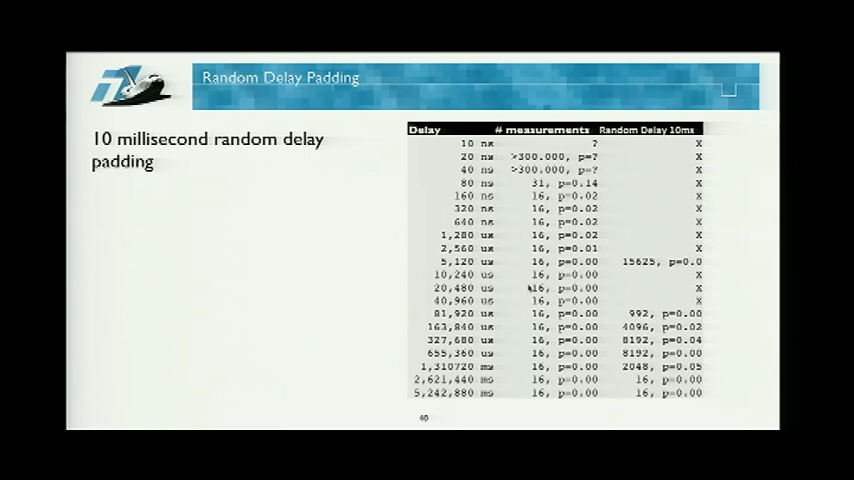 Random Delay Padding
10 millisecond random delay
padding
Delay # measurements Random Delay 10ms
10 ns ? X
20 ns >300.000, p=? X
40 ns >300.000, p=? X
80 ns 31, p=0.14 X
160 ns 16, p=0.02 X
320 ns 16, p=0.02 X
640 ns 16, p=0.02 X
1,280 us 16, p=0.02 X
2,560 us 16, p=0.01 X
5,120 us 16, p=0.00 15625, p=0.0
10,240 us 16, p=0.00 X
20,480 us 16, p=0.00 X
40,960 us 16, p=0.00 X
81,920 us 16, p=0.00 992, p=0.00
163,840 us 16, p=0.00 4096, p=0.02
327,680 us 16, p=0.00 8192, p=0.04
655,360 us 16, p=0.00 8192, p=0.00
1,310720 ms 16, p=0.00 2048, p=0.05
2,621,440 ms 16, p=0.00 16, p=0.00
5,242,880 ms 16, p=0.00 16, p=0.00